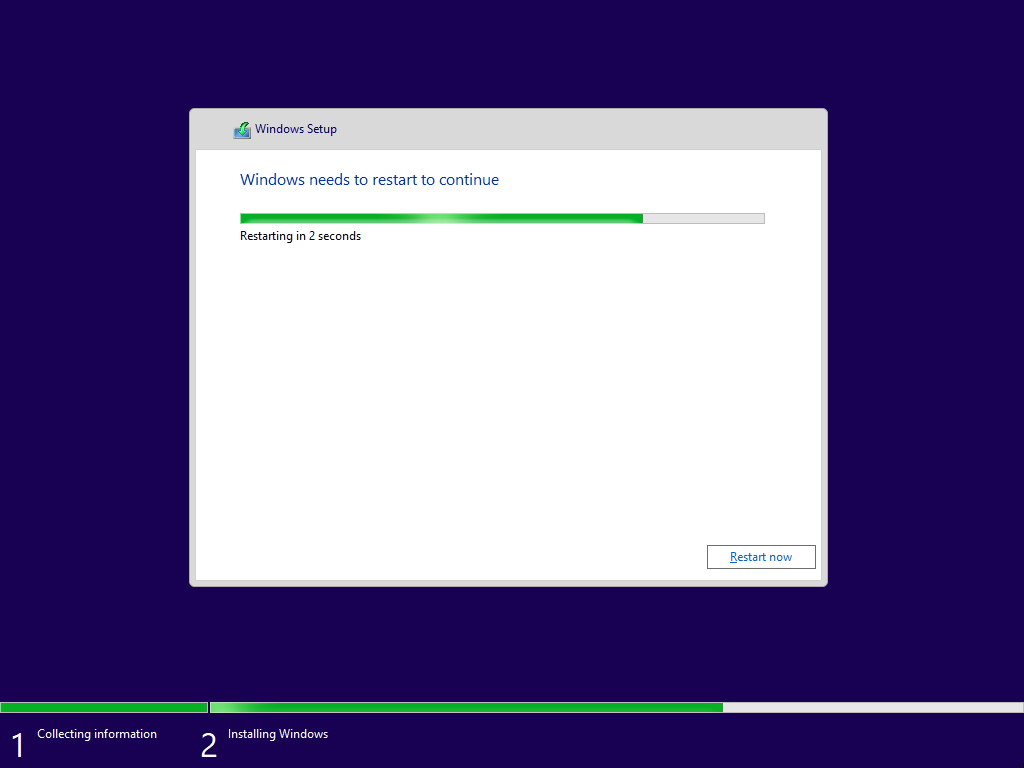 Windows Setup
Windows needs to restart to continue
Restarting in 2 seconds
Restart now
1 Collecting information
2 Installing Windows